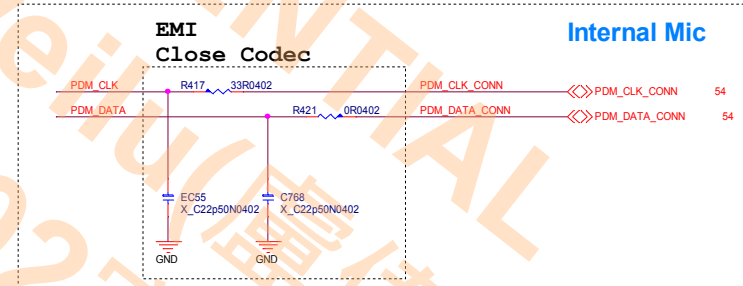 EMI
Close Codec
Internal Mic
PDM_CLK
R417
33R0402
PDM_CLK_CONN
PDM_CLK_CONN
54
PDM_DATA
R421
0R0402
PDM_DATA_CONN
PDM_DATA_CONN
54
EC55
X_C22p50N0402
C768
X_C22p50N0402
GND
GND